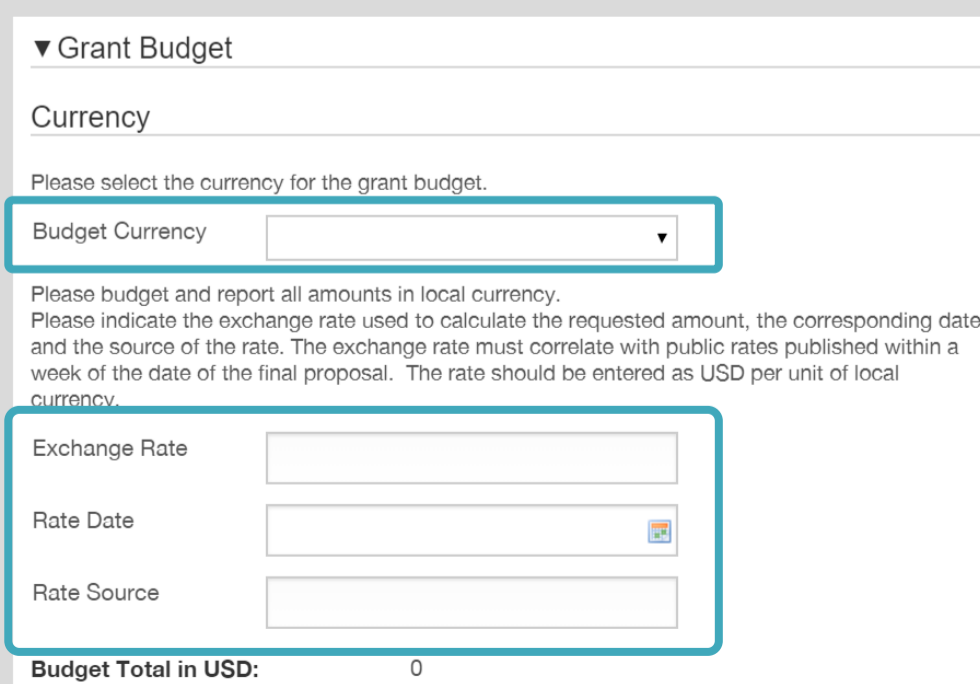 ▼Grant Budget
Currency
Please select the currency for the grant budget.
Budget Currency
Please budget and report all amounts in local currency.
Please indicate the exchange rate used to calculate the requested amount, the corresponding date
and the source of the rate. The exchange rate must correlate with public rates published within a
week of the date of the final proposal.  The rate should be entered as USD per unit of local
currency.
Exchange Rate
Rate Date
Rate Source
Budget Total in USD: 0